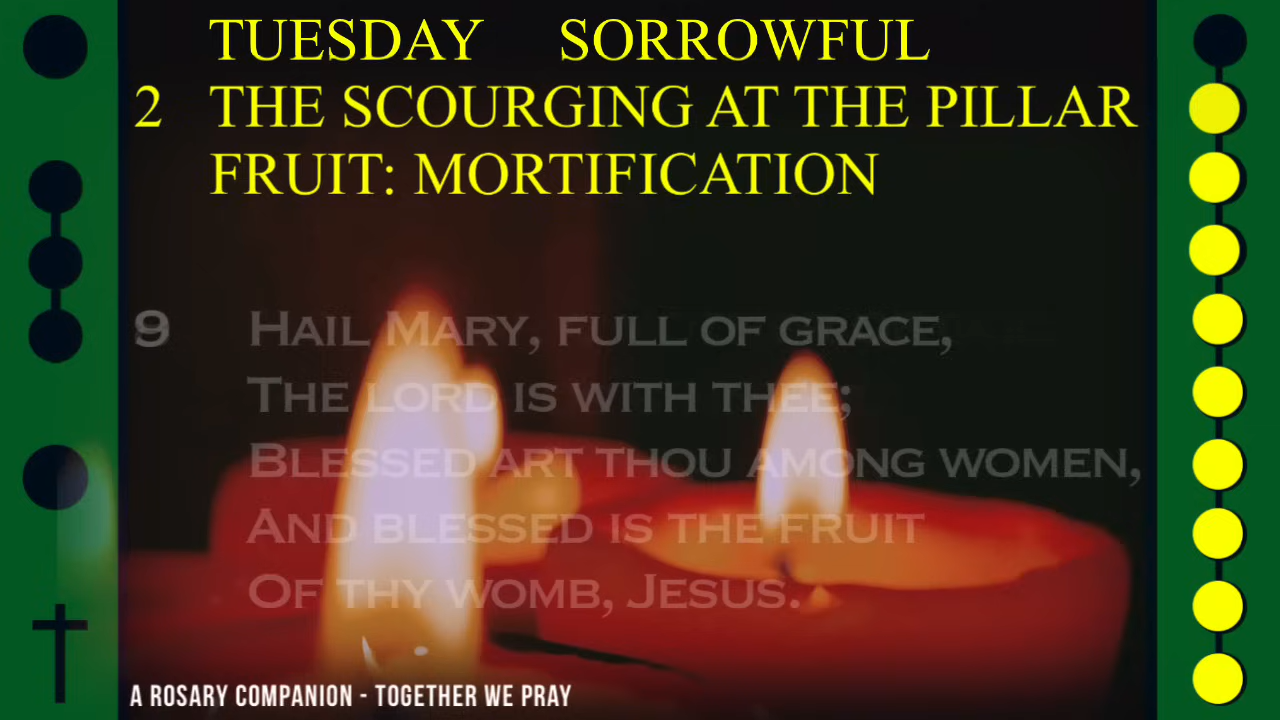 TUESDAY SORROWFUL
2 THE SCOURGING AT THE PILLAR
FRUIT: MORTIFICATION
9 HAIL MARY, FULL OF GRACE,
THE LORD IS WITH THEE;
BLESSED ART THOU AMONG WOMEN,
AND BLESSED IS THE FRUIT
OF THY WOMB, JESUS.
A ROSARY COMPANION - TOGETHER WE PRAY